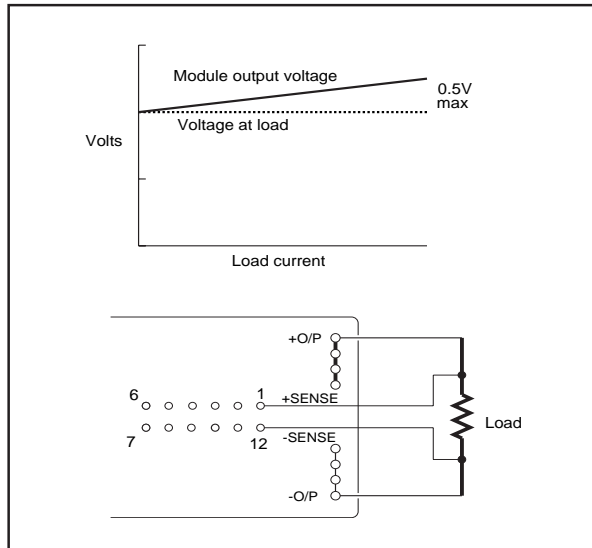 Module output voltage
0.5V
max
Voltage at load
Volts
Load current
+O/P
6
1
+SENSE
7
12
-SENSE
Load
-O/P